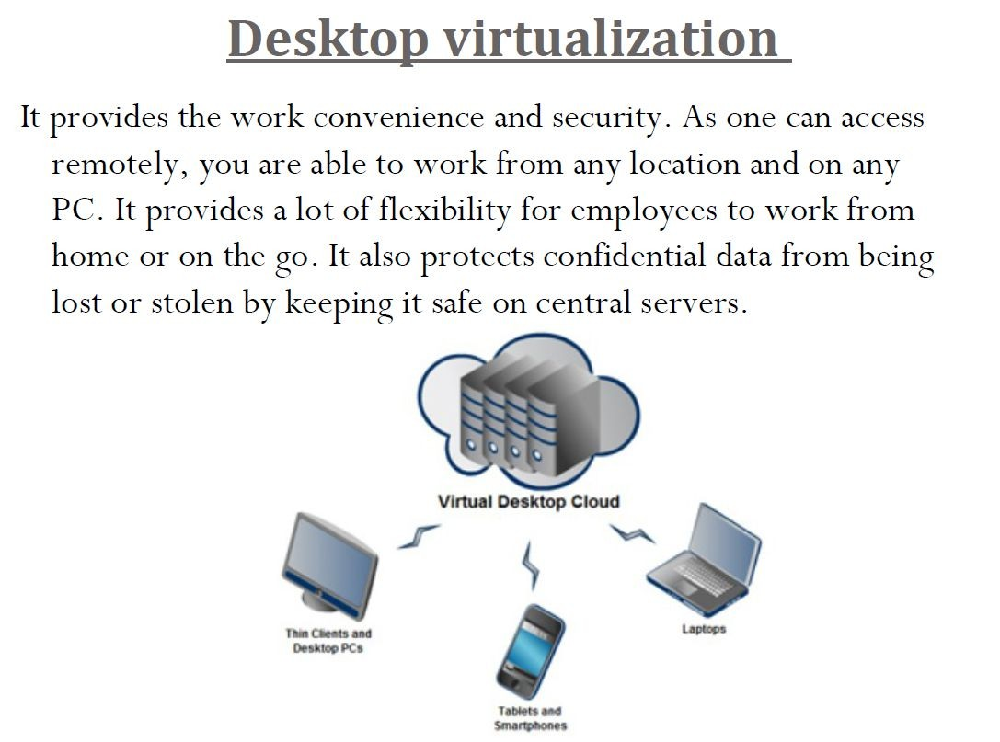 Desktop virtualization
It provides the work convenience and security. As one can access
remotely, you are able to work from any location and on any
PC. It provides a lot of flexibility for employees to work from
home or on the go. It also protects confidential data from being
lost or stolen by keeping it safe on central servers.
Virtual Desktop Cloud
Thin Clients and
Desktop PCs
Laptops
Tablets and
Smartphones